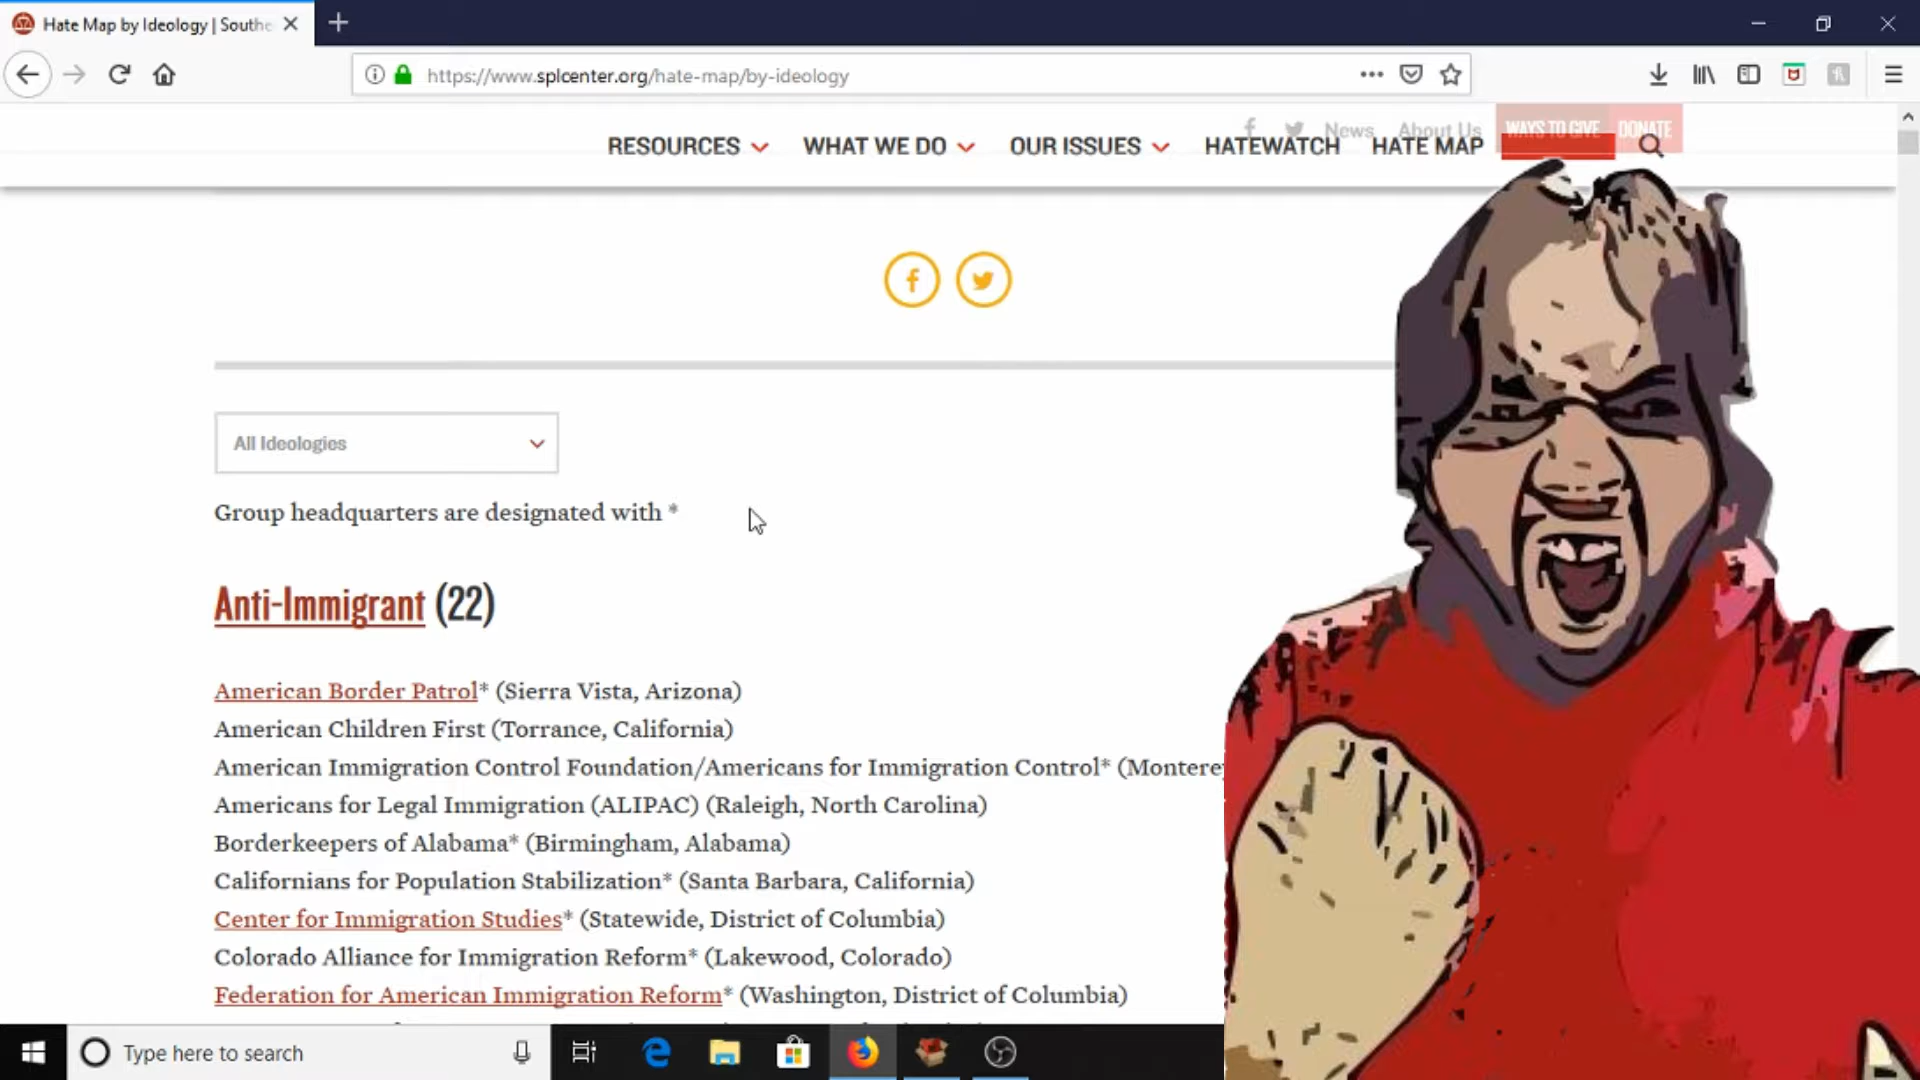 Hate Map by Ideology | Southe
https://www.splcenter.org/hate-map/by-ideology
News About Us WAYS TO GIVE DONATE
RESOURCES WHAT WE DO OUR ISSUES HATEWATCH HATE MAP
All Ideologies
Group headquarters are designated with *
Anti-Immigrant (22)
American Border Patrol* (Sierra Vista, Arizona)
American Children First (Torrance, California)
American Immigration Control Foundation/Americans for Immigration Control* (Montere
Americans for Legal Immigration (ALIPAC) (Raleigh, North Carolina)
Borderkeepers of Alabama* (Birmingham, Alabama)
Californians for Population Stabilization* (Santa Barbara, California)
Center for Immigration Studies* (Statewide, District of Columbia)
Colorado Alliance for Immigration Reform* (Lakewood, Colorado)
Federation for American Immigration Reform* (Washington, District of Columbia)
Type here to search